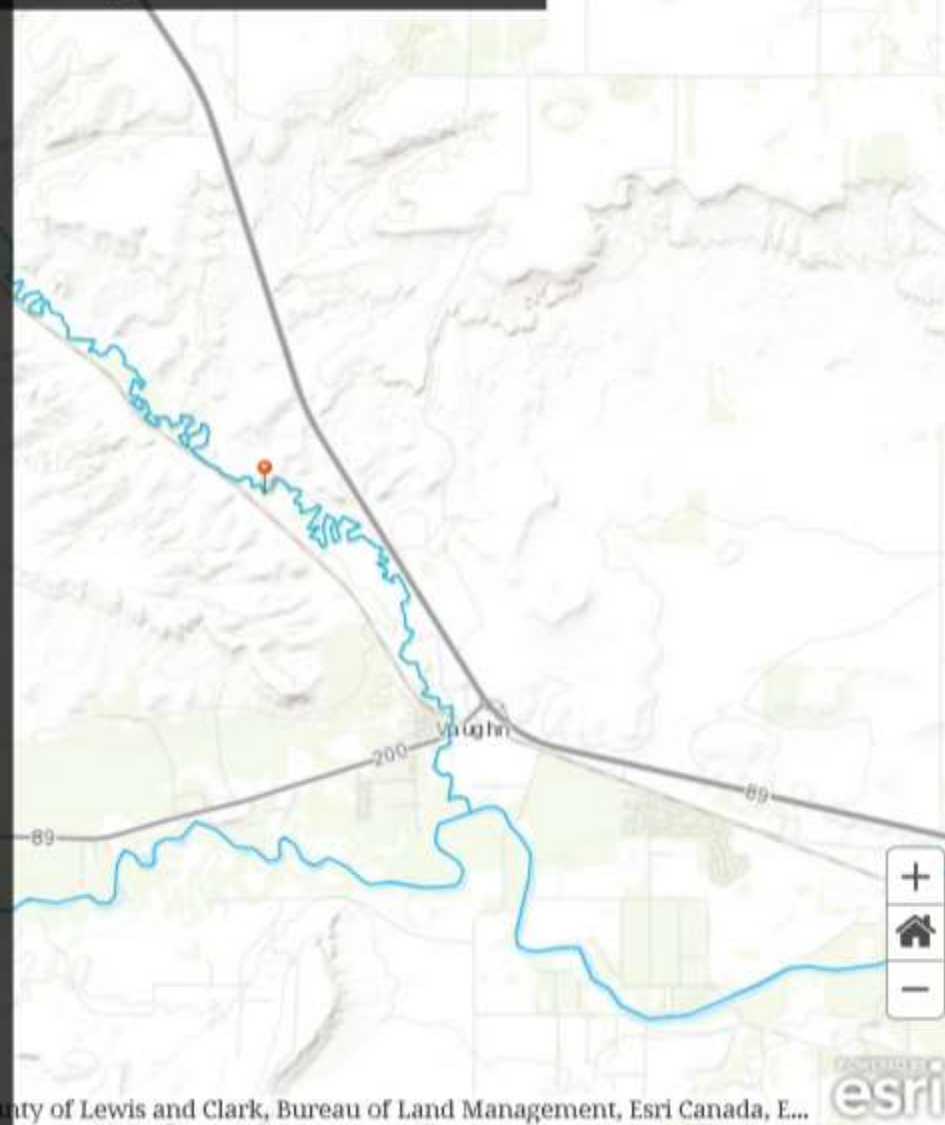 Vaughn
200
89
89
+
−
nty of Lewis and Clark, Bureau of Land Management, Esri Canada, E...
esri